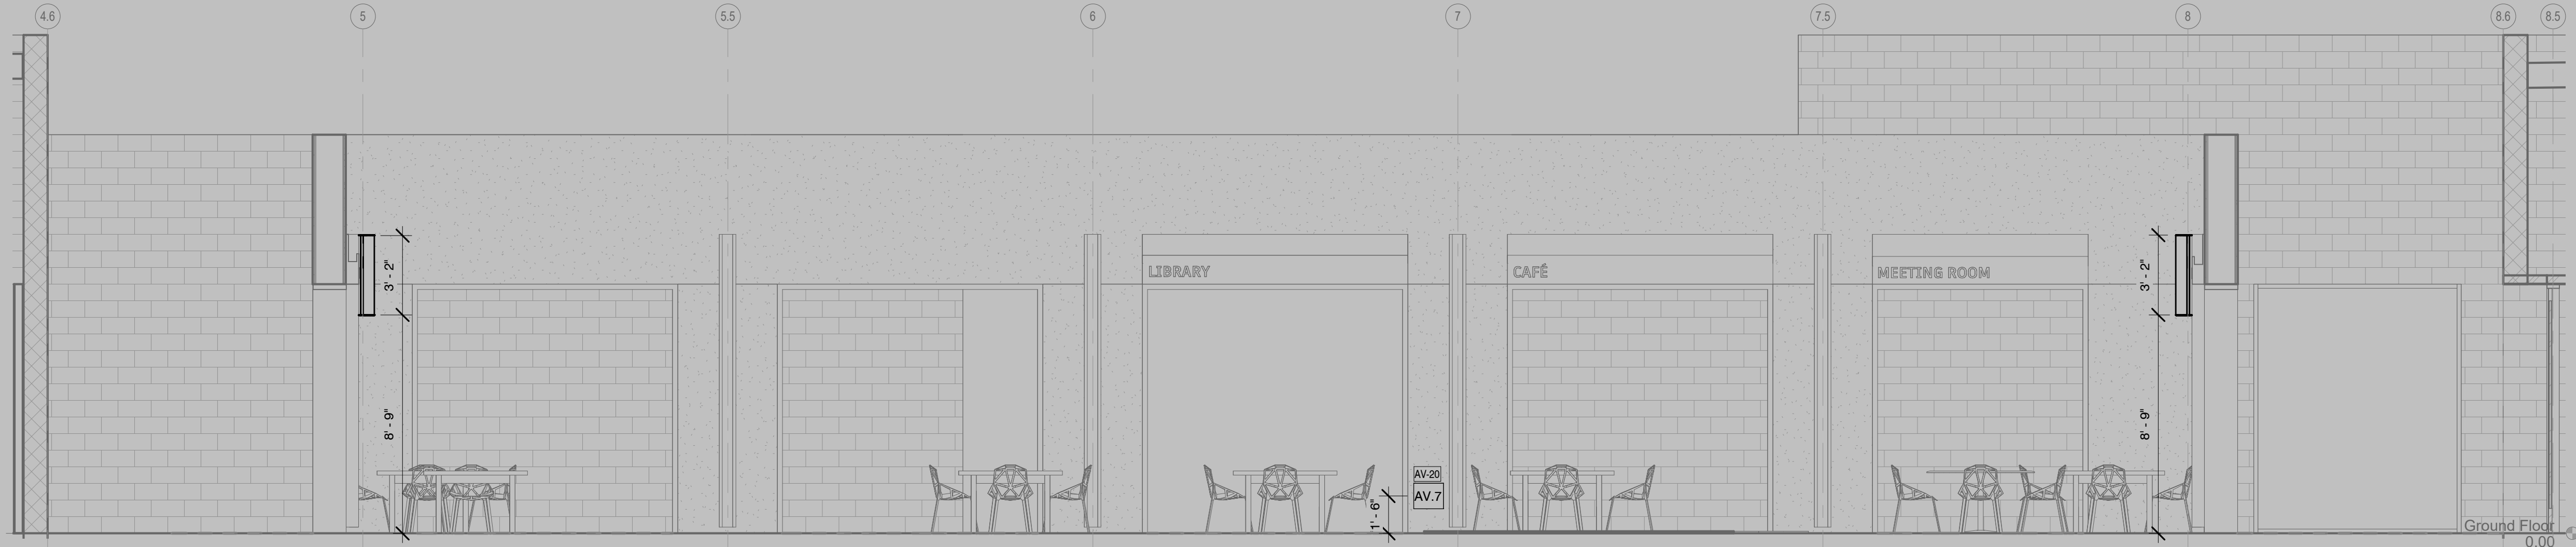 4.6 5 5.5 6 7 7.5 8 8.6 8.5
3' - 2"
3' - 2"
LIBRARY
CAFÉ
MEETING ROOM
8' - 9"
8' - 9"
AV-20
AV.7
1' - 6"
Ground Floor
0.00